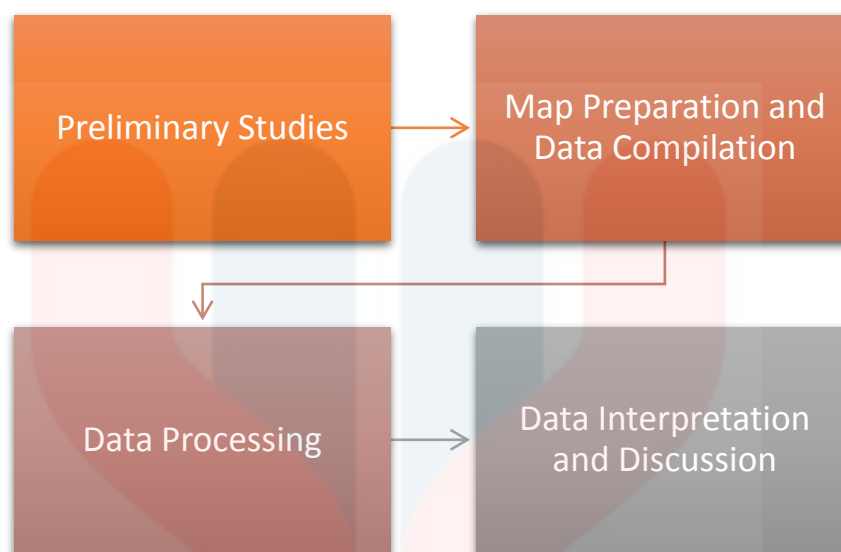 Preliminary Studies
Map Preparation and
Data Compilation
Data Processing
Data Interpretation
and Discussion